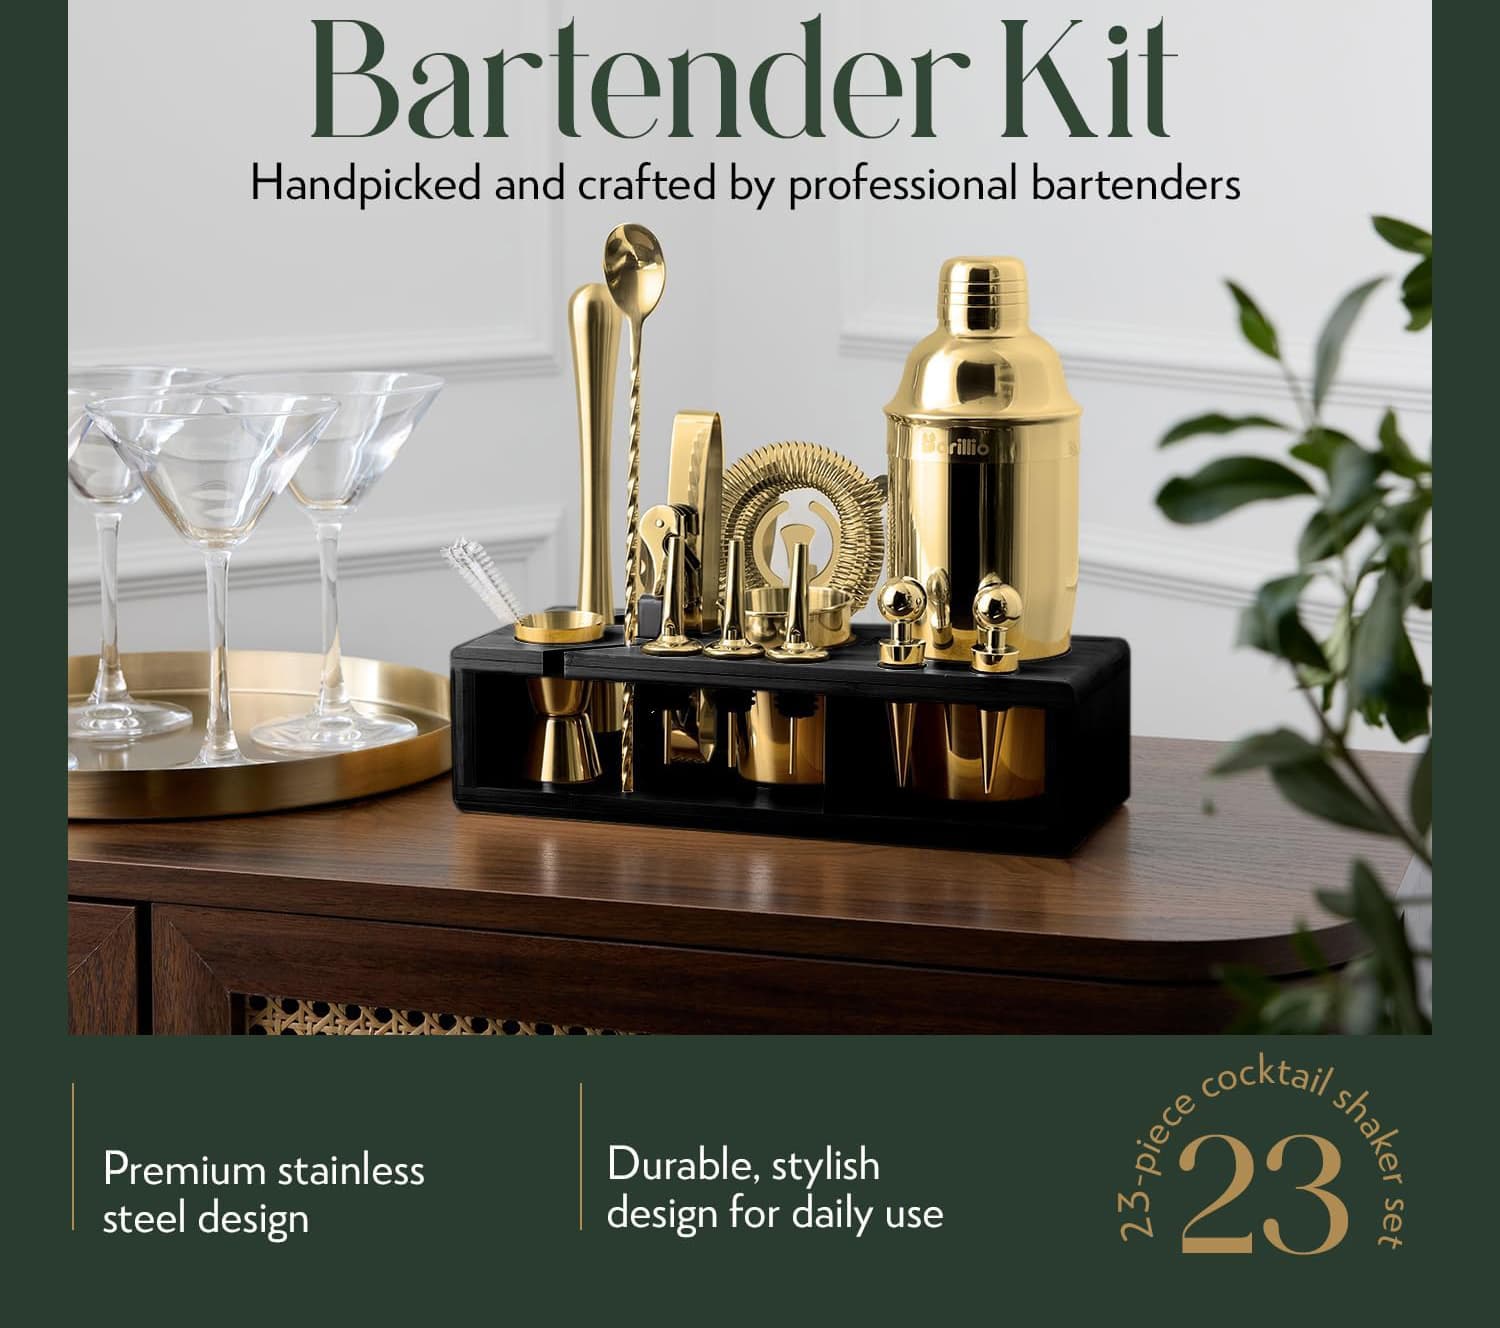 Bartender Kit
Handpicked and crafted by professional bartenders
Barillio
Premium stainless
steel design
Durable, stylish
design for daily use
23-piece cocktail shaker set
23